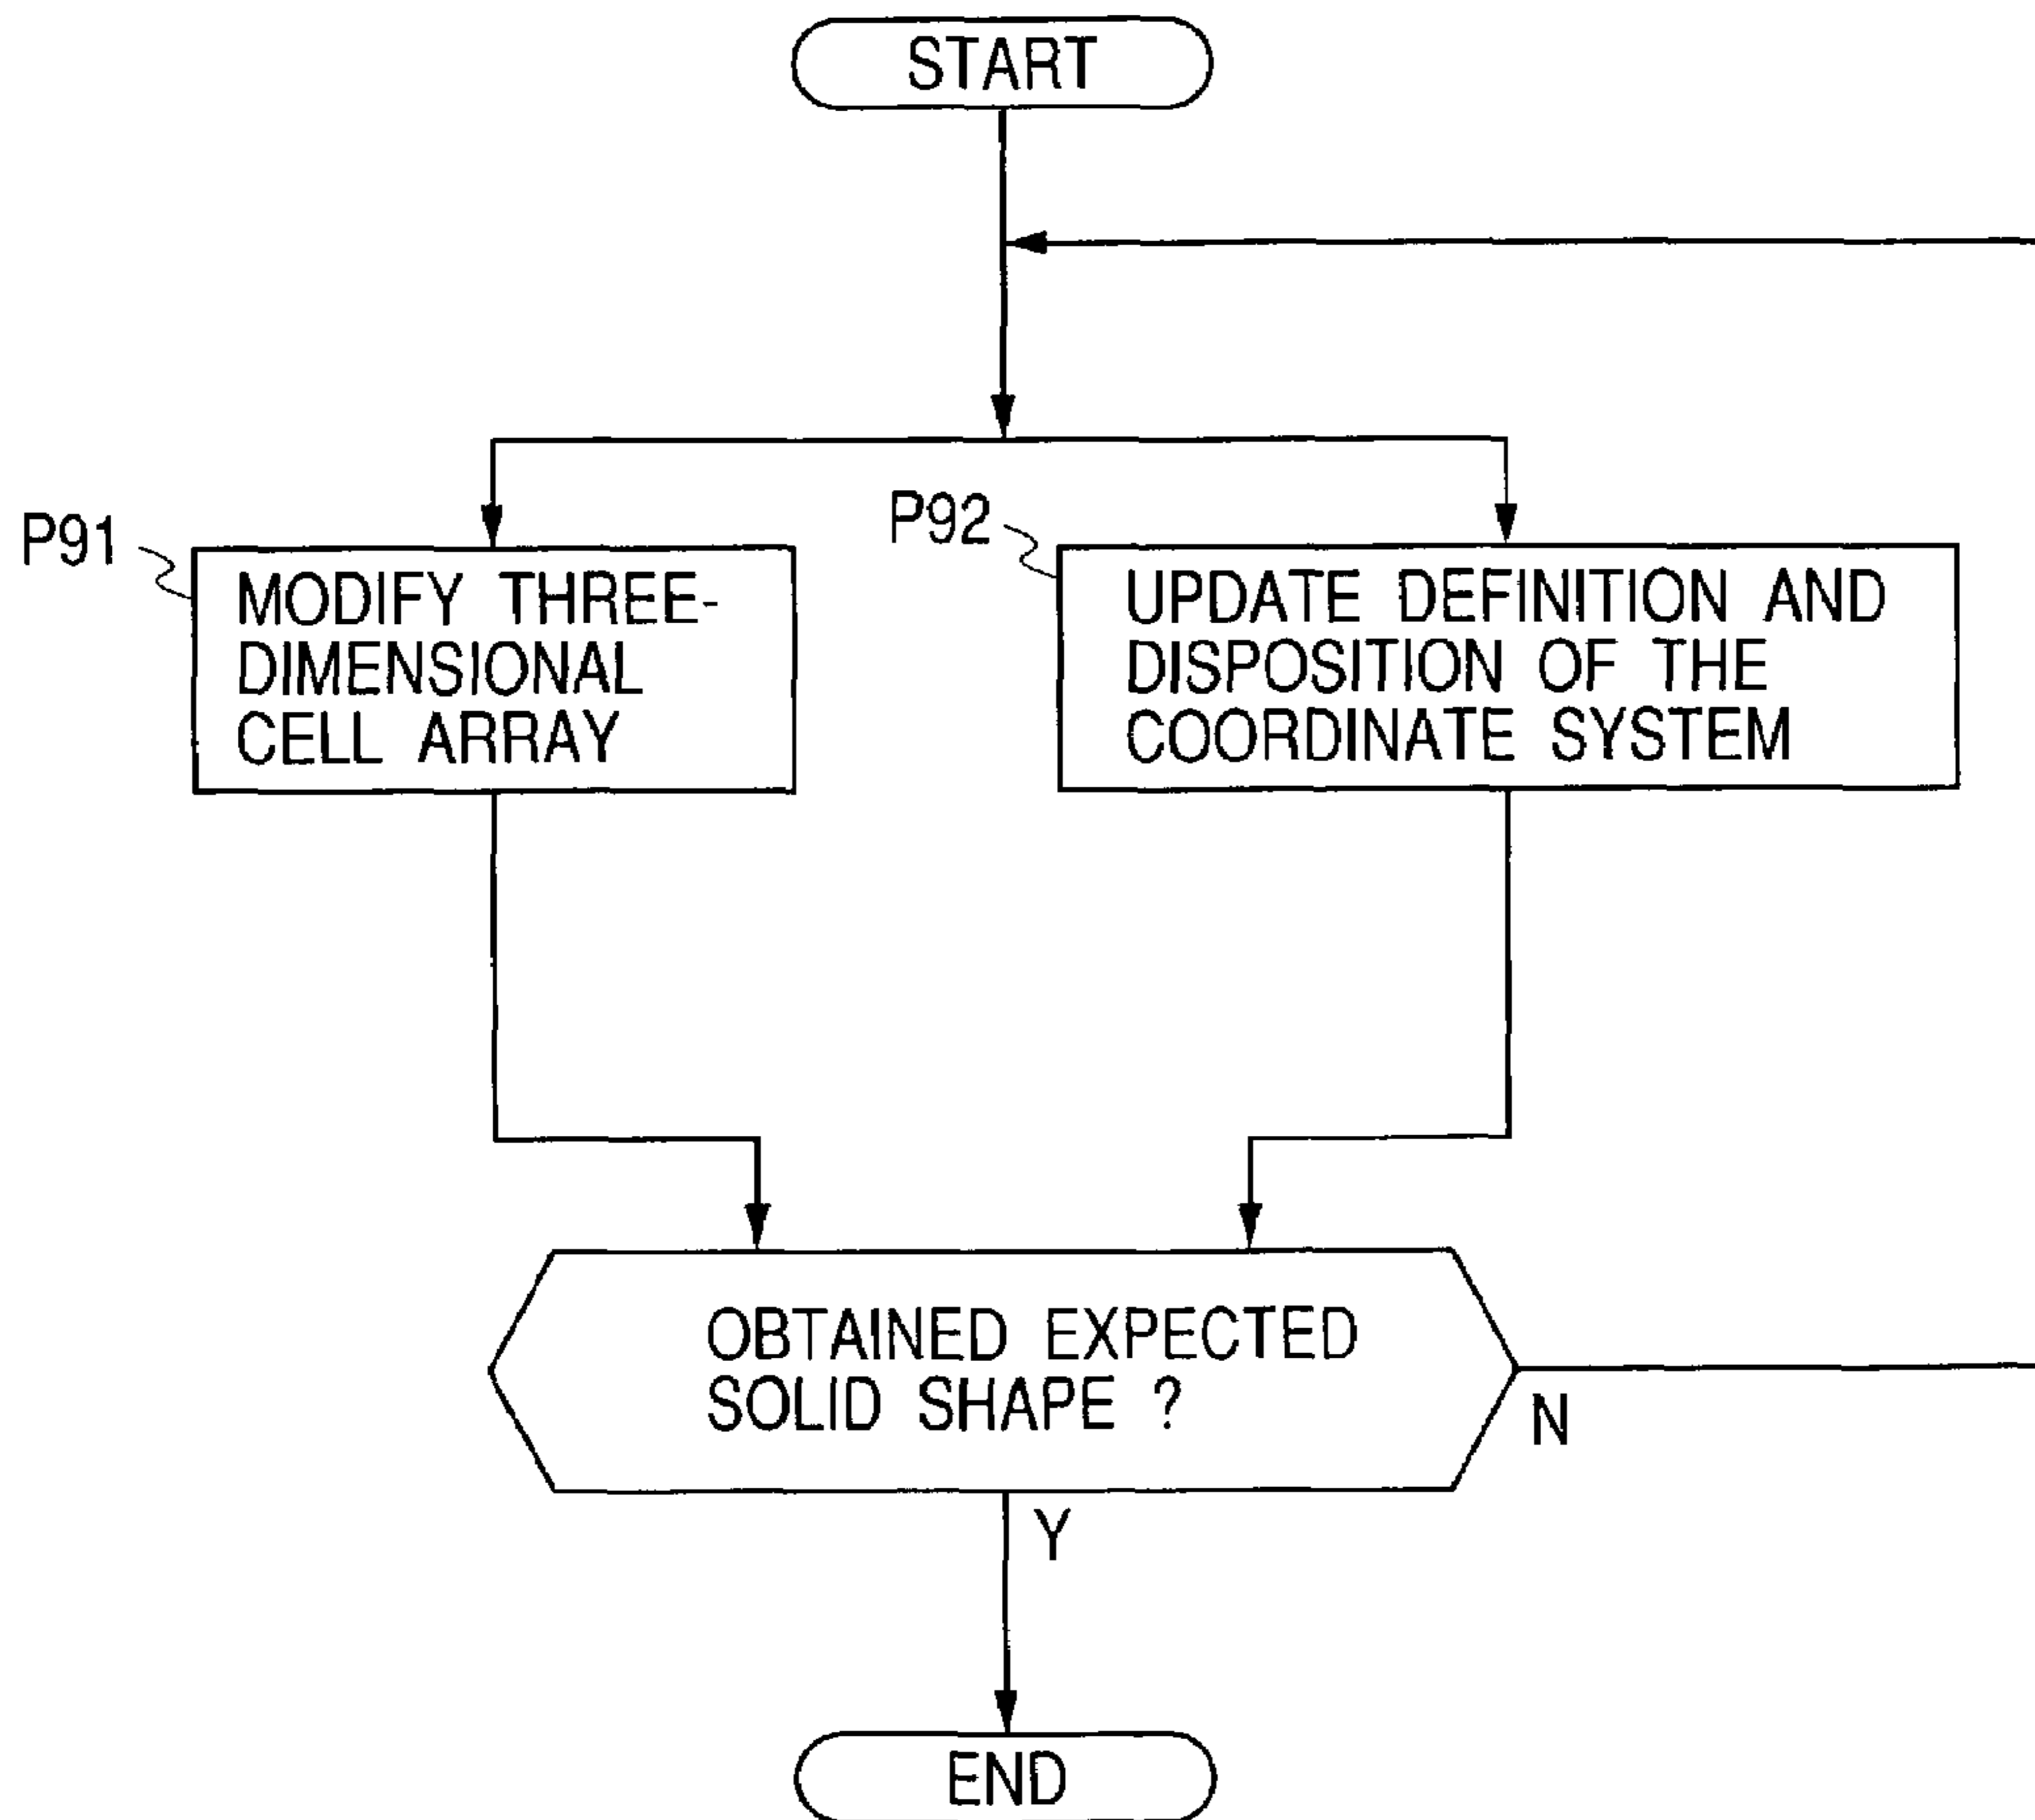 START
P91
MODIFY THREE-
DIMENSIONAL
CELL ARRAY
P92
UPDATE DEFINITION AND
DISPOSITION OF THE
COORDINATE SYSTEM
OBTAINED EXPECTED
SOLID SHAPE ?
N
Y
END